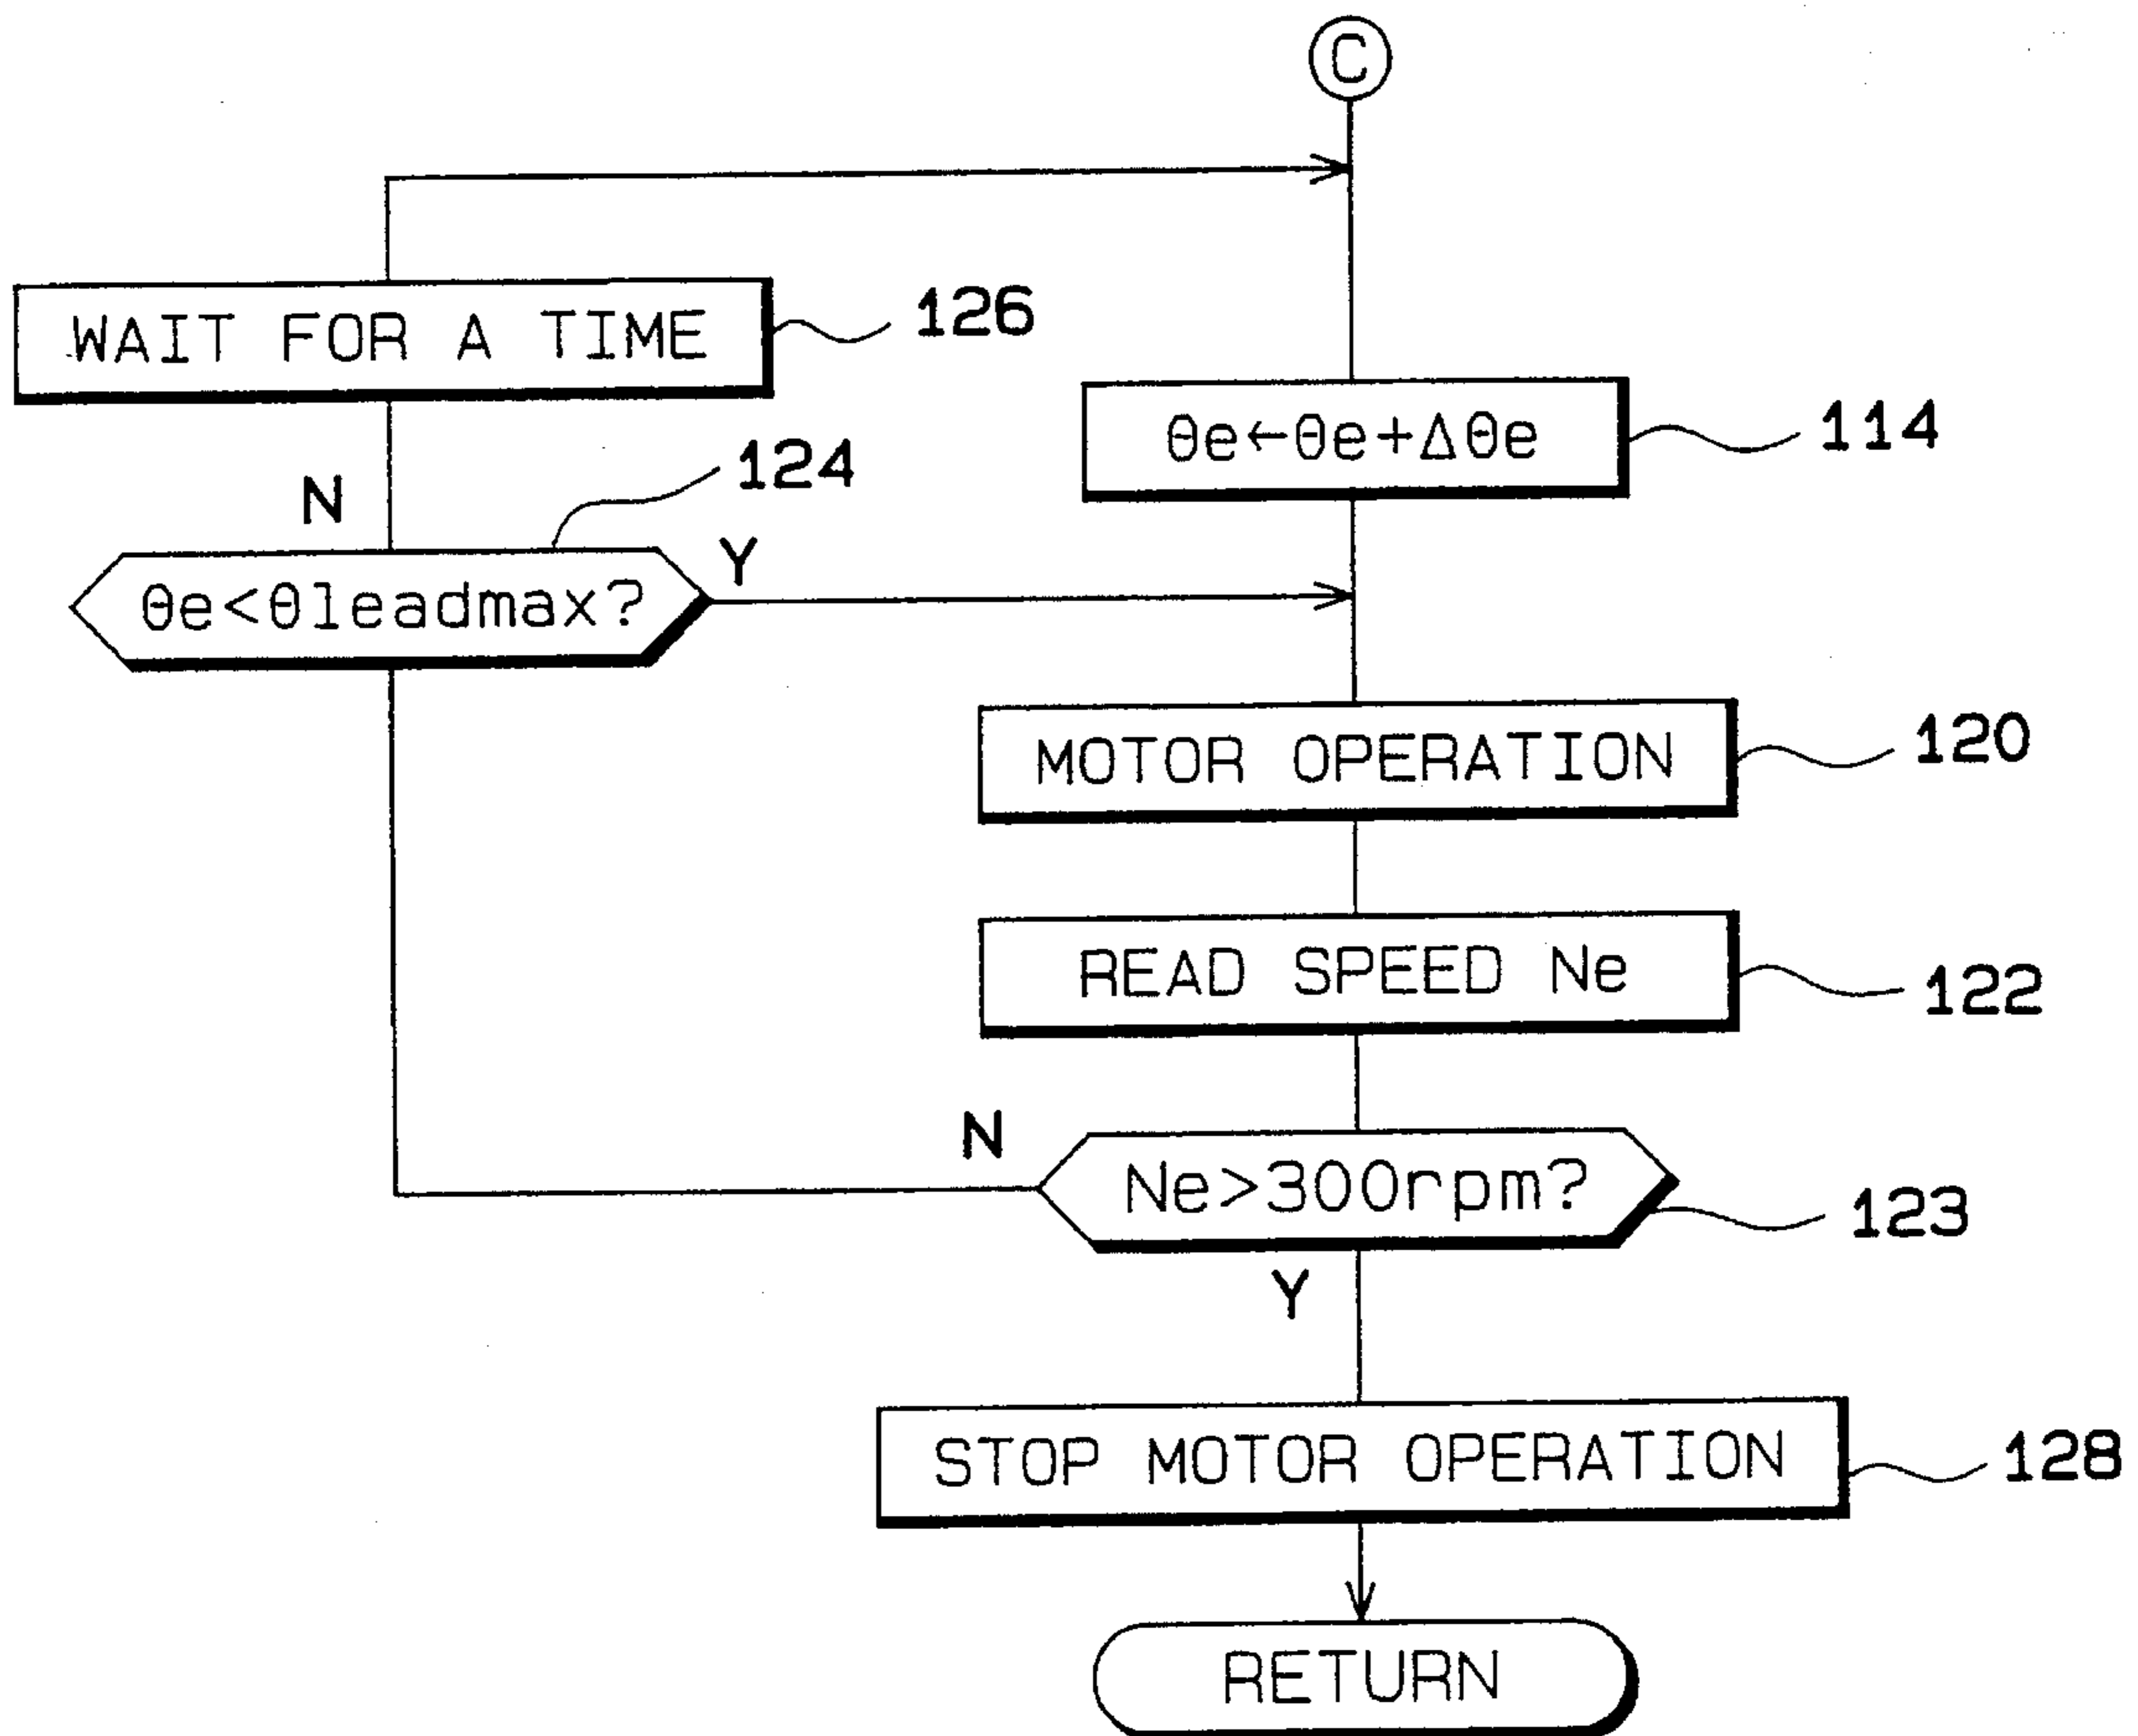 C
WAIT FOR A TIME
126
θe←θe+Δθe
114
N
124
θe<θleadmax?
Y
MOTOR OPERATION
120
READ SPEED Ne
122
N
Ne>300rpm?
123
Y
STOP MOTOR OPERATION
128
RETURN